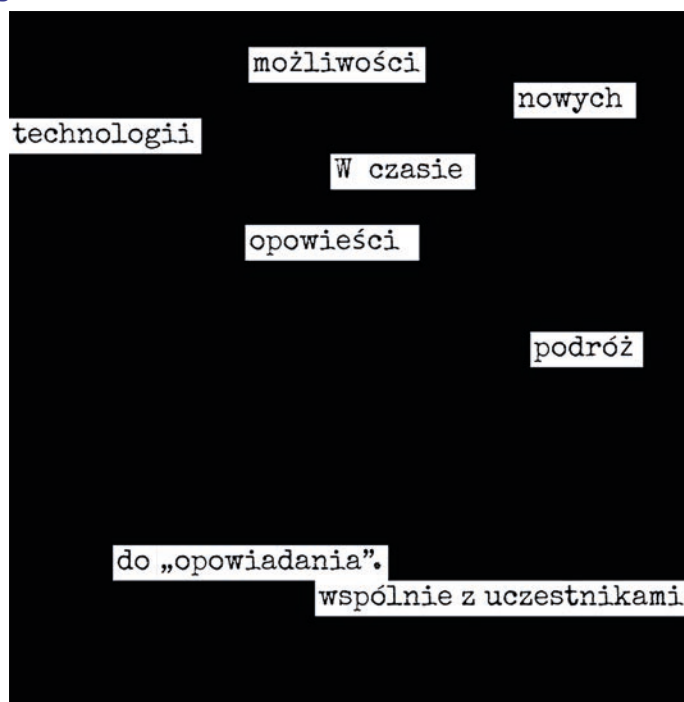 możliwości
nowych
technologii
W czasie
opowieści
podróż
do „opowiadania”.
wspólnie z uczestnikami